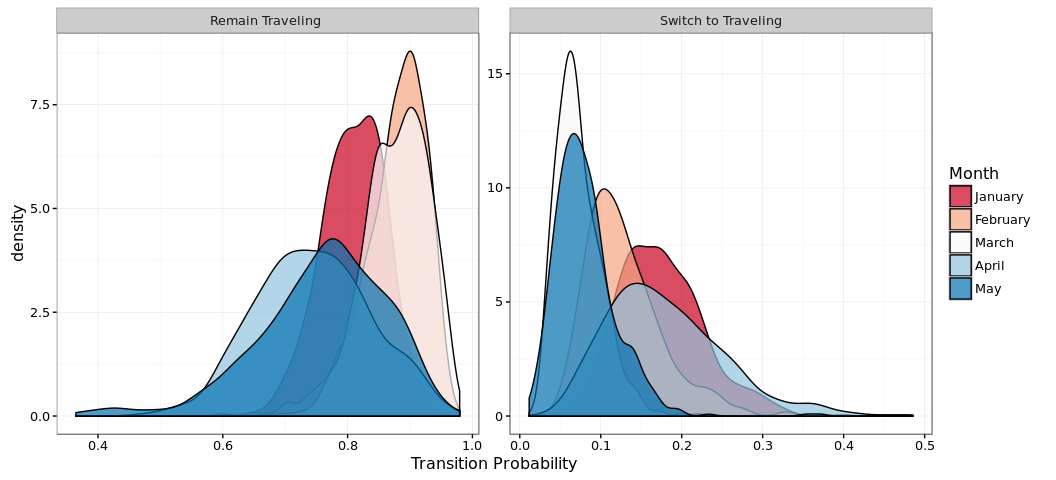 Remain Traveling
Switch to Traveling
density
7.5
5.0
2.5
0.0
0.4
0.6
0.8
1.0
15
10
5
0
0.0
0.1
0.2
0.3
0.4
0.5
Transition Probability
Month
January
February
March
April
May